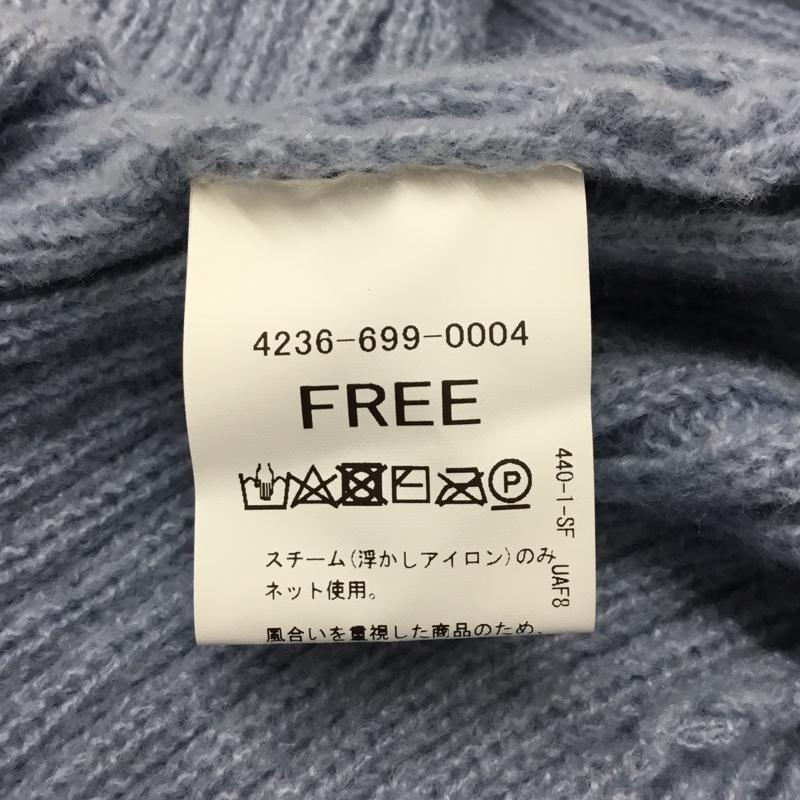 4236-699-0004
FREE
P
スチーム(浮かしアイロン)のみ
ネット使用。
風合いを重視した商品のため、
440-1-SF UAF8